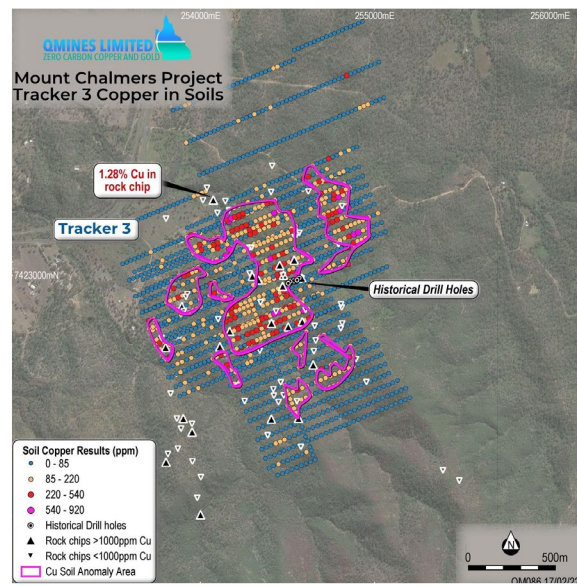 254000mE
255000mE
256000mE
QMINES LIMITED
ZERO CARBON COPPER AND GOLD
Mount Chalmers Project
Tracker 3 Copper in Soils
1.28% Cu in
rock chip
Tracker 3
7423000mN
Historical Drill Holes
Soil Copper Results (ppm)
0 - 85
85 - 220
220 - 540
540 - 920
Historical Drill holes
Rock chips >1000ppm Cu
Rock chips <1000ppm Cu
Cu Soil Anomaly Area
N
0
500m